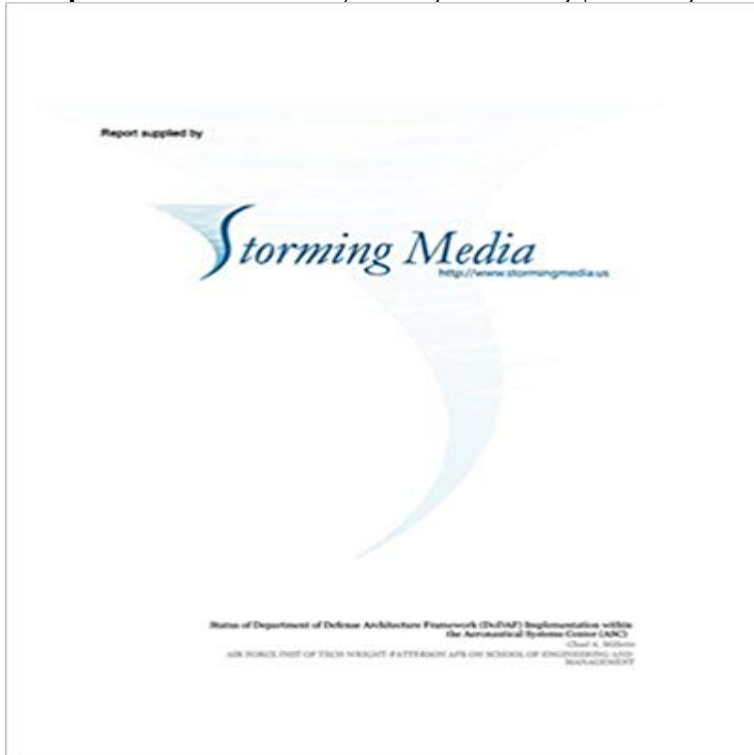 Report supplied by
Storming Media
http://www.stormingmedia.us
Status of Department of Defense Architecture Framework (DoDAF) Implementation within
the Aeronautical Systems Center (ASC)
Chad A. Millette
AIR FORCE INST OF TECH WRIGHT-PATTERSON AFB OH SCHOOL OF ENGINEERING AND
MANAGEMENT